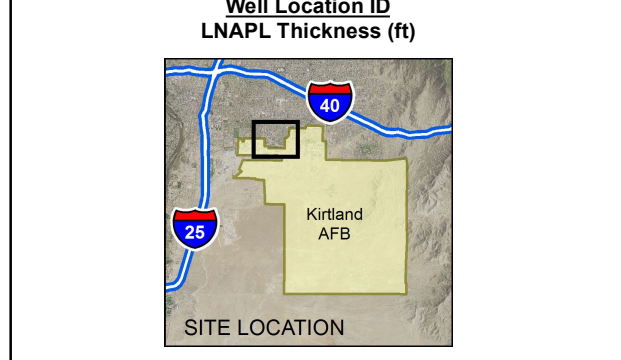 Well Location ID
LNAPL Thickness (ft)
40
Kirtland
AFB
25
SITE LOCATION